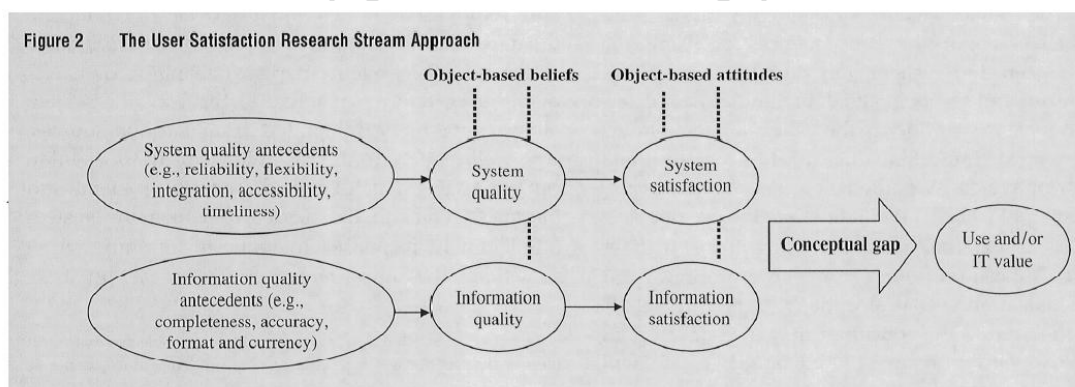 Figure 2 The User Satisfaction Research Stream Approach
Object-based beliefs
Object-based attitudes
System quality antecedents
(e.g., reliability, flexibility,
integration, accessibility,
timeliness)
System
quality
System
satisfaction
Conceptual gap
Use and/or
IT value
Information quality
antecedents (e.g.,
completeness, accuracy,
format and currency)
Information
quality
Information
satisfaction